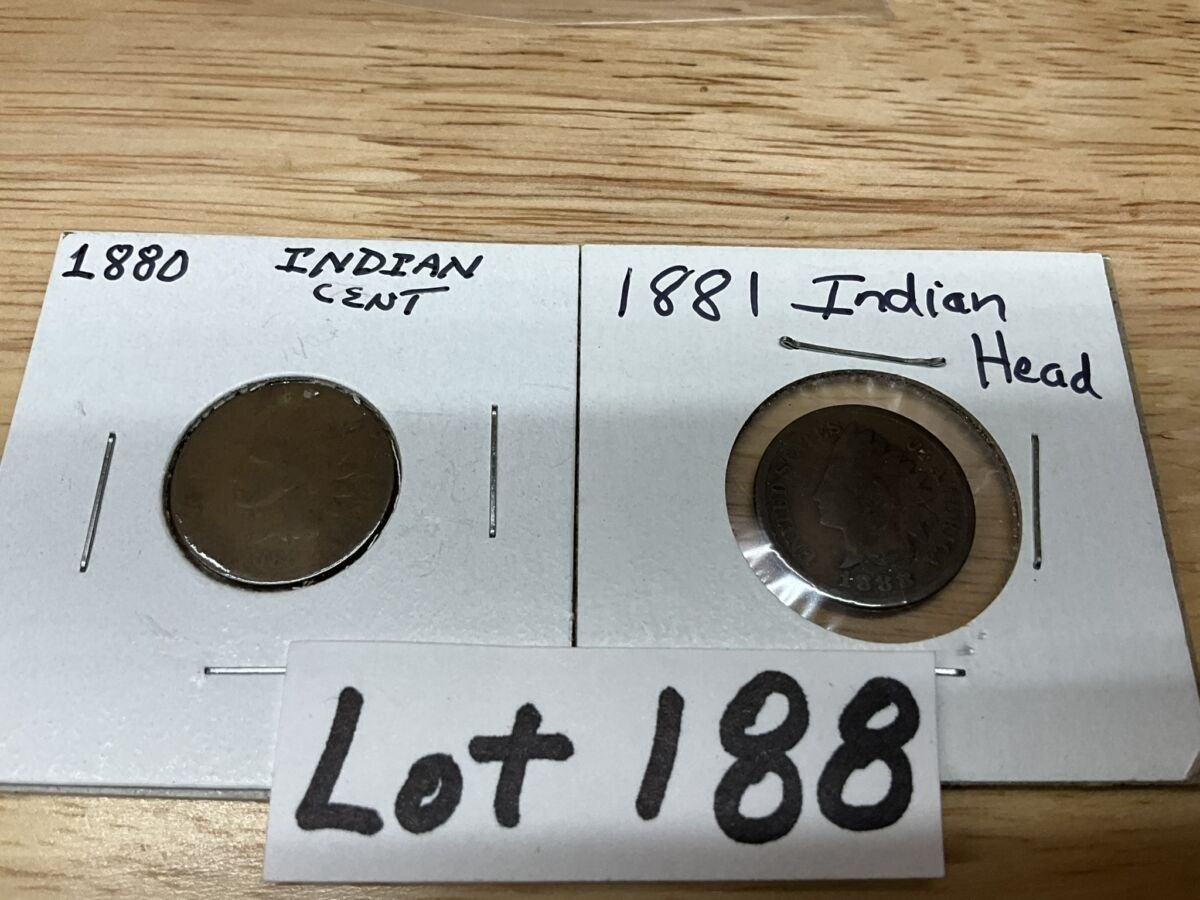 1880 INDIAN
CENT
1881 Indian
Head
Lot 188